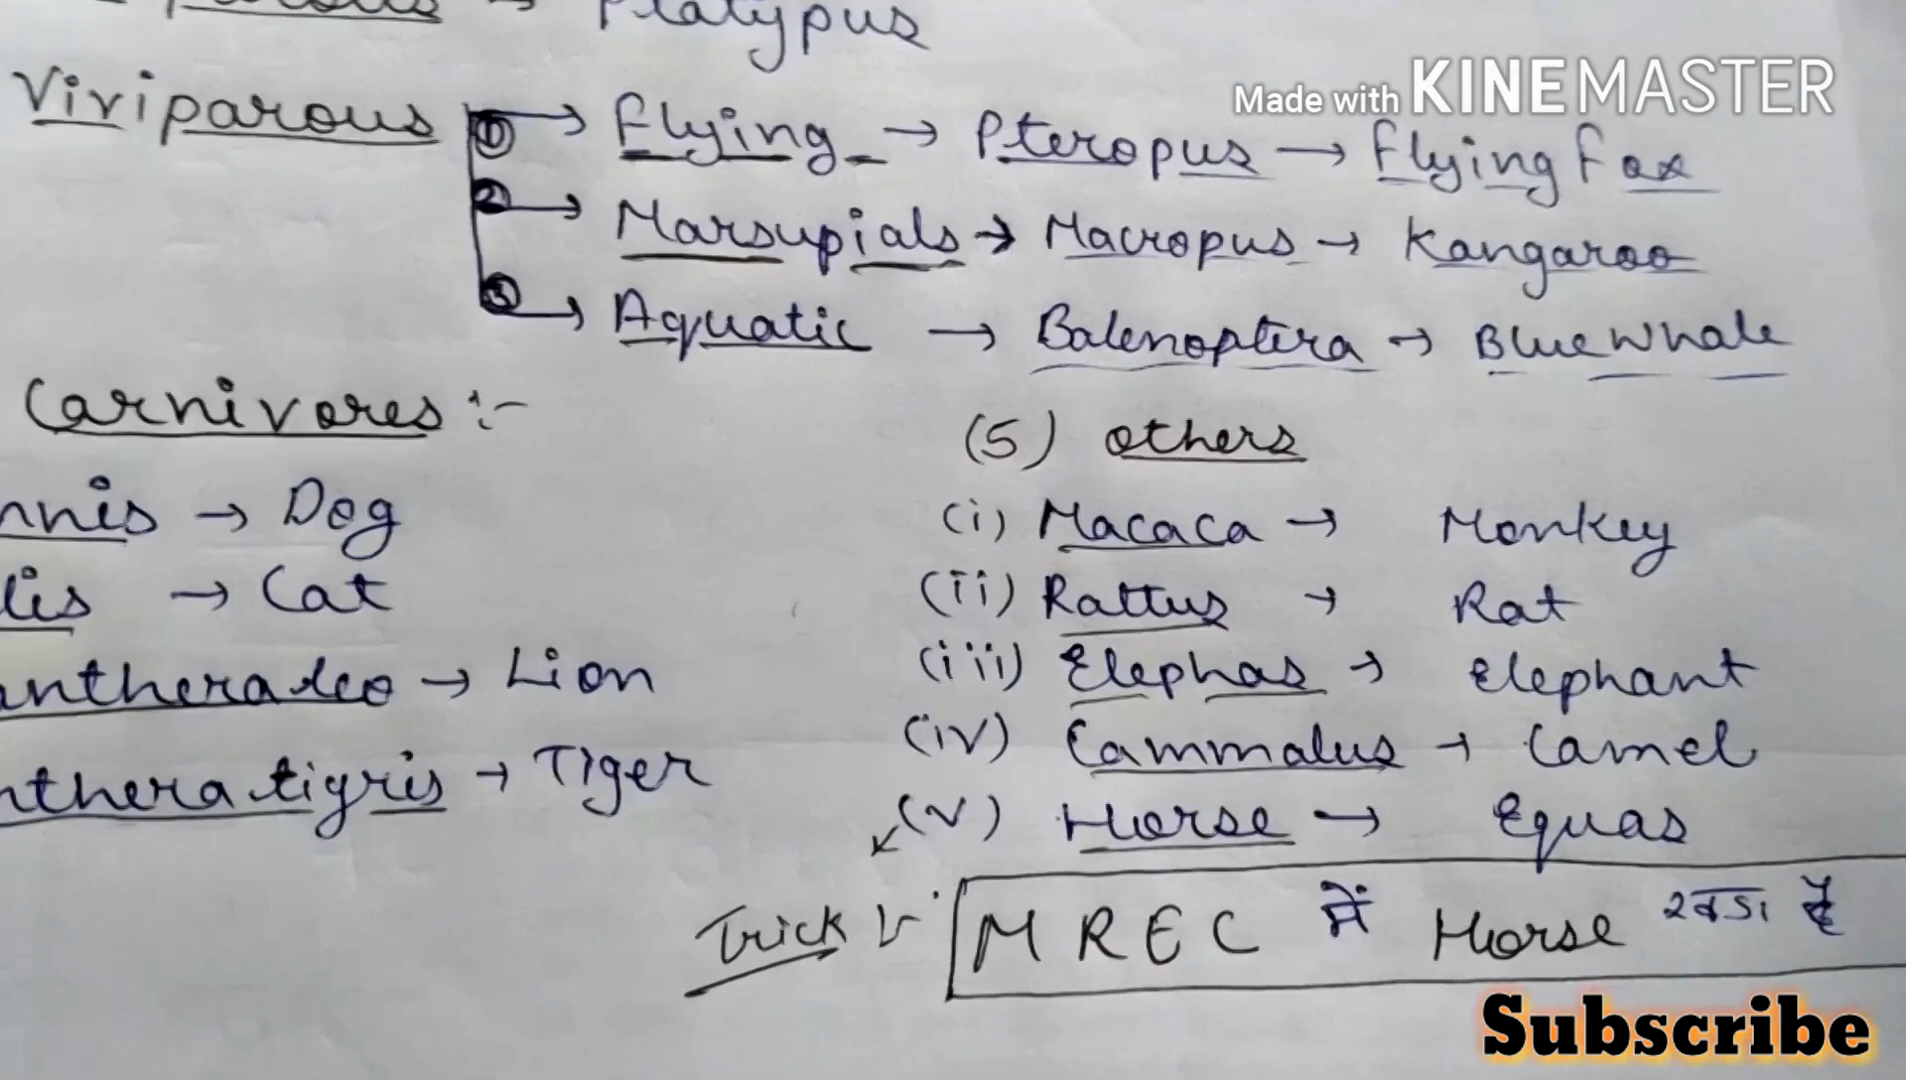 Platypus
Made with KINEMASTER
Viviparous ① → Flying → Pteropus → Flying Fox
② → Marsupials → Macropus → Kangaroo
③ → Aquatic → Balenoptera → Blue Whale
Carnivores :-
nnis → Dog
lis → Cat
antheraleo → Lion
nthera tigris → Tiger
(5) others
(i) Macaca → Monkey
(ii) Rattus → Rat
(iii) Elephas → Elephant
(iv) Cammalus → Camel
(v) Horse → Equas
Trick :- MREC में Horse खड़ा है
Subscribe